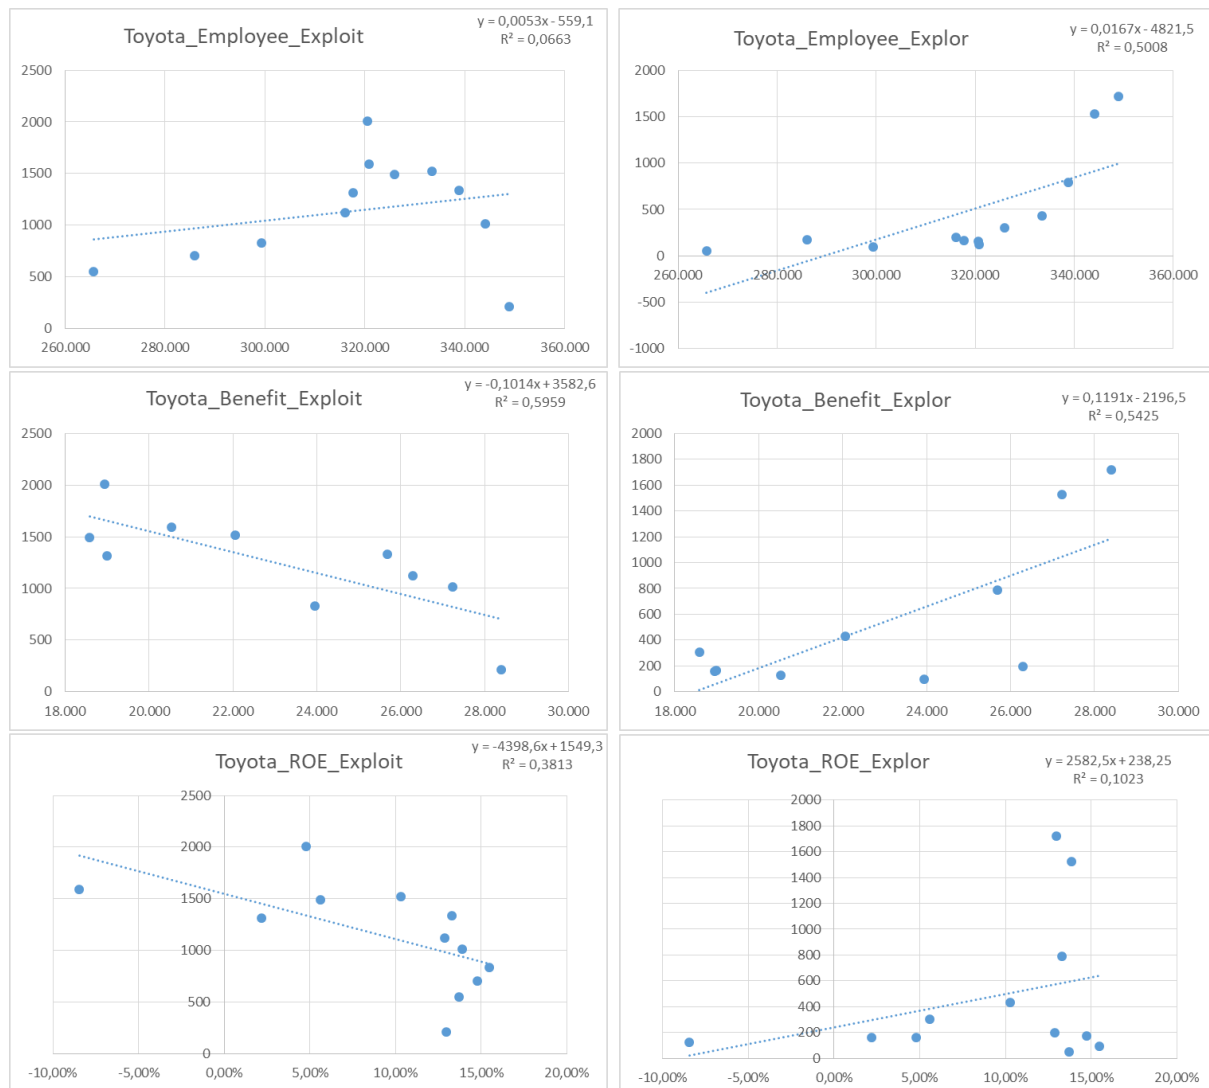 Toyota_Employee_Exploit
y = 0,0053x - 559,1
R² = 0,0663
2500
2000
1500
1000
500
0
260.000 280.000 300.000 320.000 340.000 360.000
Toyota_Employee_Explor
y = 0,0167x - 4821,5
R² = 0,5008
2000
1500
1000
500
0
260.000 280.000 300.000 320.000 340.000 360.000
-500
-1000
Toyota_Benefit_Exploit
y = -0,1014x + 3582,6
R² = 0,5959
2500
2000
1500
1000
500
0
18.000 20.000 22.000 24.000 26.000 28.000 30.000
Toyota_Benefit_Explor
y = 0,1191x - 2196,5
R² = 0,5425
2000
1800
1600
1400
1200
1000
800
600
400
200
0
18.000 20.000 22.000 24.000 26.000 28.000 30.000
Toyota_ROE_Exploit
y = -4398,6x + 1549,3
R² = 0,3813
2500
2000
1500
1000
500
0
-10,00% -5,00% 0,00% 5,00% 10,00% 15,00% 20,00%
Toyota_ROE_Explor
y = 2582,5x + 238,25
R² = 0,1023
2000
1800
1600
1400
1200
1000
800
600
400
200
0
-10,00% -5,00% 0,00% 5,00% 10,00% 15,00% 20,00%